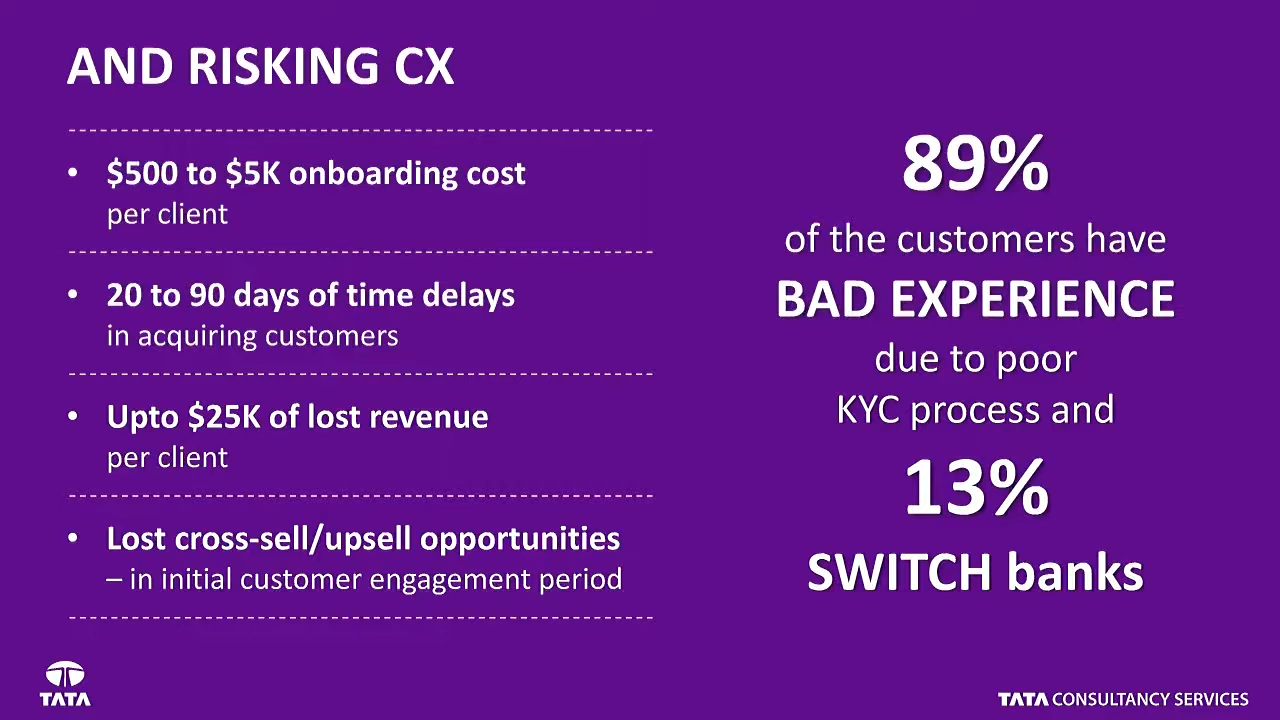 AND RISKING CX
• $500 to $5K onboarding cost
per client
• 20 to 90 days of time delays
in acquiring customers
• Upto $25K of lost revenue
per client
• Lost cross-sell/upsell opportunities
– in initial customer engagement period
89%
of the customers have
BAD EXPERIENCE
due to poor
KYC process and
13%
SWITCH banks
TATA
TATA CONSULTANCY SERVICES